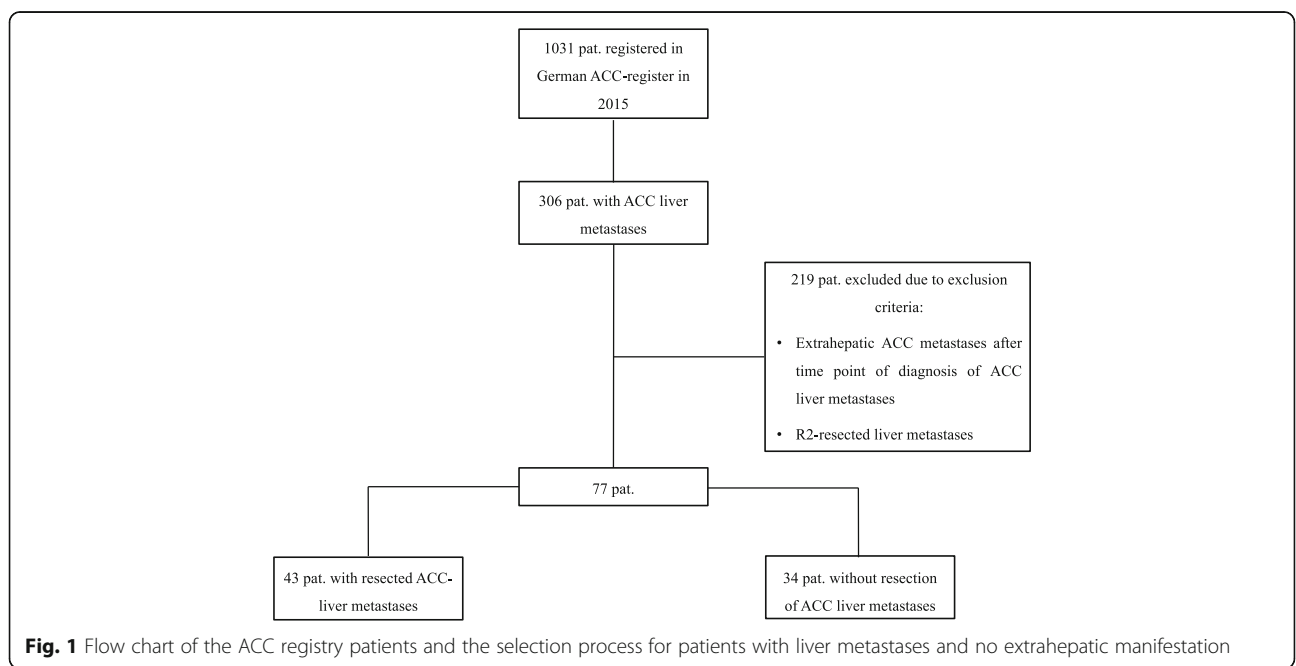 1031 pat. registered in
German ACC-register in
2015
306 pat. with ACC liver
metastases
219 pat. excluded due to exclusion
criteria:
• Extrahepatic ACC metastases after
time point of diagnosis of ACC
liver metastases
• R2-resected liver metastases
77 pat.
43 pat. with resected ACC-
liver metastases
34 pat. without resection
of ACC liver metastases
Fig. 1 Flow chart of the ACC registry patients and the selection process for patients with liver metastases and no extrahepatic manifestation